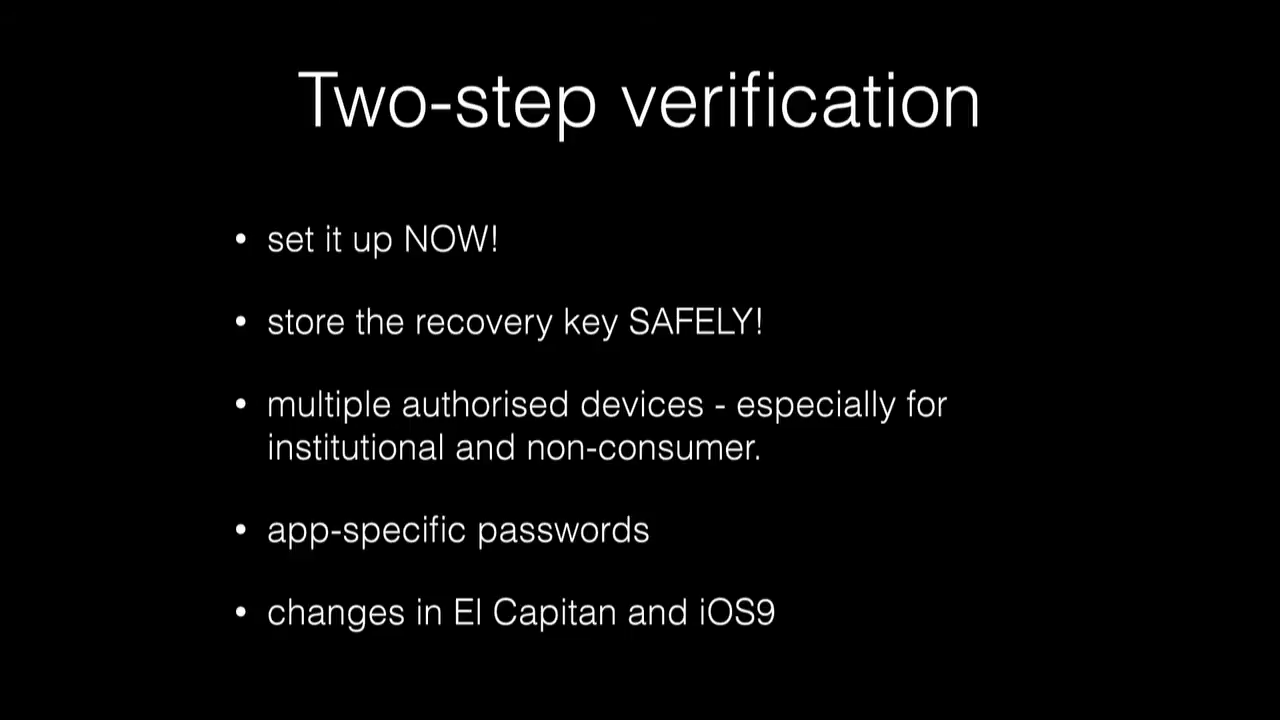 Two-step verification
• set it up NOW!
• store the recovery key SAFELY!
• multiple authorised devices - especially for
institutional and non-consumer.
• app-specific passwords
• changes in El Capitan and iOS9